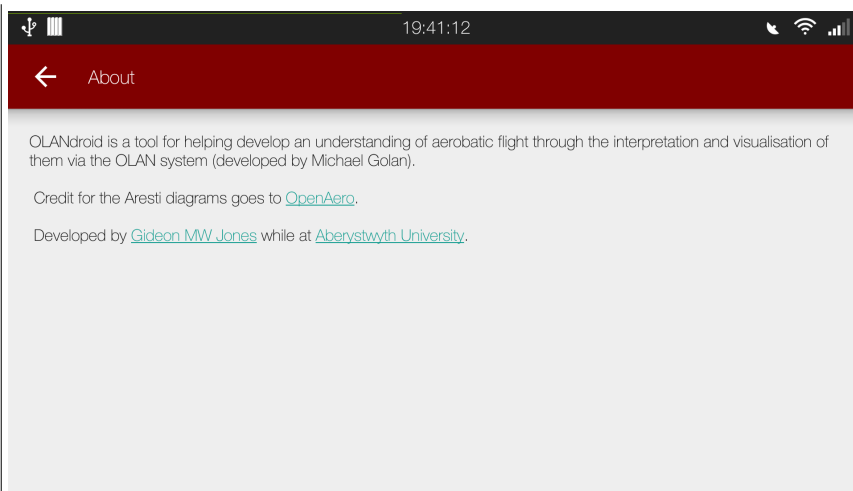 19:41:12
About
OLANdroid is a tool for helping develop an understanding of aerobatic flight through the interpretation and visualisation of
them via the OLAN system (developed by Michael Golan).
Credit for the Aresti diagrams goes to OpenAero.
Developed by Gideon MW Jones while at Aberystwyth University.